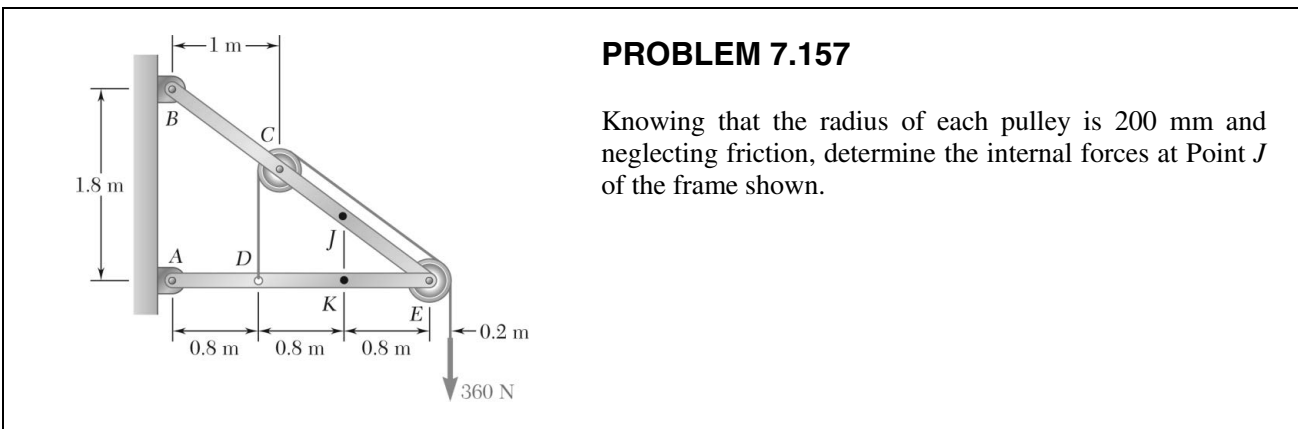 1 m
PROBLEM 7.157
B
Knowing that the radius of each pulley is 200 mm and
neglecting friction, determine the internal forces at Point J
of the frame shown.
C
1.8 m
J
A
D
K
E
0.2 m
0.8 m 0.8 m 0.8 m
360 N